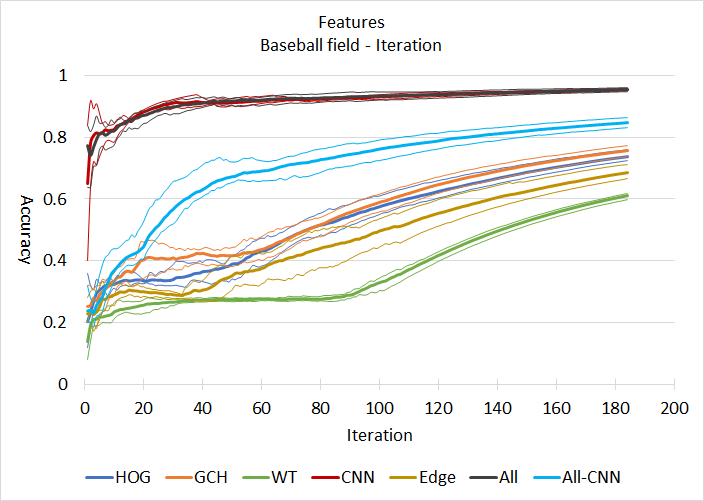 Features
Baseball field - Iteration
1
0.8
0.6
0.4
0.2
0
Accuracy
0 20 40 60 80 100 120 140 160 180 200
Iteration
HOG GCH WT CNN Edge All All-CNN